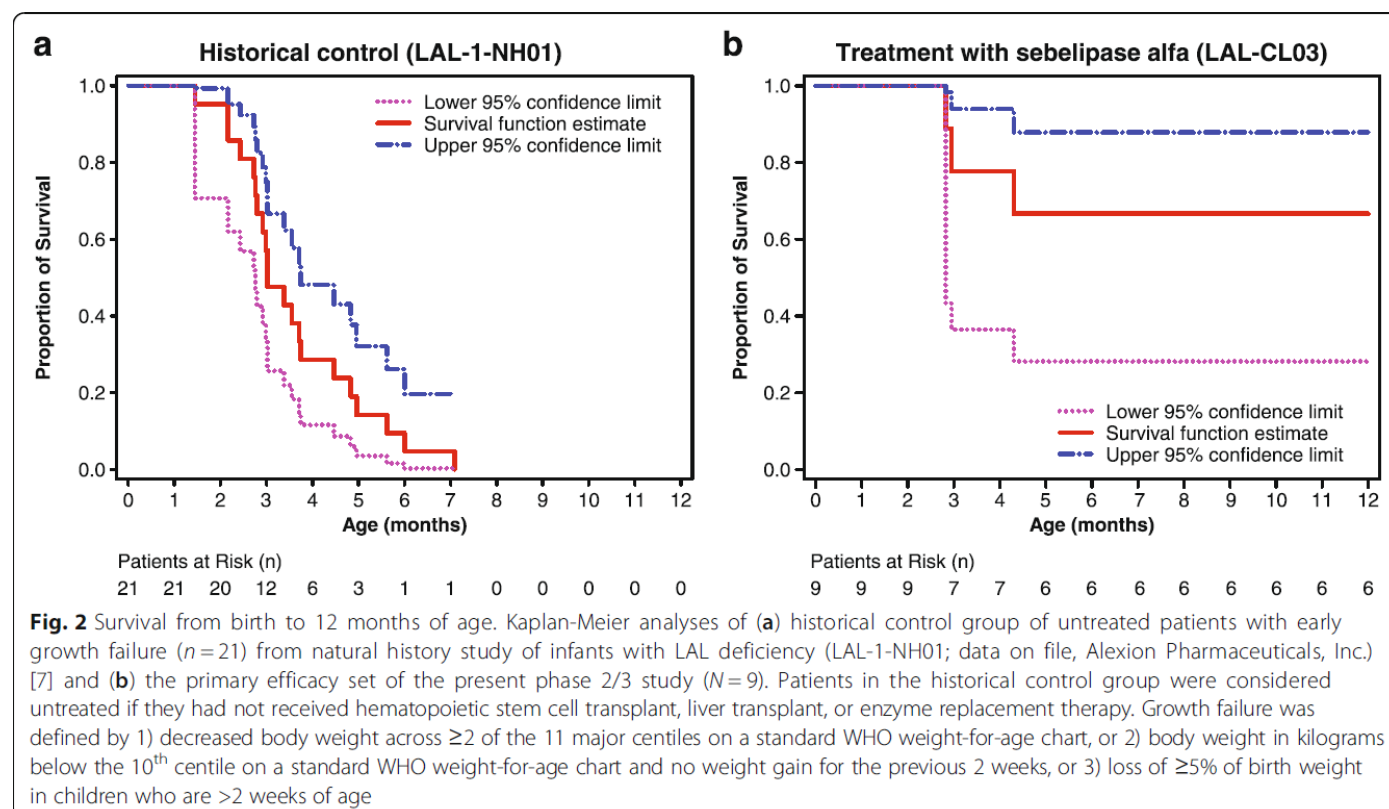 a
Historical control (LAL-1-NH01)
1.0
0.8
0.6
0.4
0.2
0.0
Proportion of Survival
Lower 95% confidence limit
Survival function estimate
Upper 95% confidence limit
0 1 2 3 4 5 6 7 8 9 10 11 12
Age (months)
Patients at Risk (n)
21 21 20 12 6 3 1 1 0 0 0 0 0
b
Treatment with sebelipase alfa (LAL-CL03)
1.0
0.8
0.6
0.4
0.2
0.0
Proportion of Survival
Lower 95% confidence limit
Survival function estimate
Upper 95% confidence limit
0 1 2 3 4 5 6 7 8 9 10 11 12
Age (months)
Patients at Risk (n)
9 9 9 7 7 6 6 6 6 6 6 6 6
Fig. 2 Survival from birth to 12 months of age. Kaplan-Meier analyses of (a) historical control group of untreated patients with early
growth failure (n = 21) from natural history study of infants with LAL deficiency (LAL-1-NH01; data on file, Alexion Pharmaceuticals, Inc.)
[7] and (b) the primary efficacy set of the present phase 2/3 study (N = 9). Patients in the historical control group were considered
untreated if they had not received hematopoietic stem cell transplant, liver transplant, or enzyme replacement therapy. Growth failure was
defined by 1) decreased body weight across ≥2 of the 11 major centiles on a standard WHO weight-for-age chart, or 2) body weight in kilograms
below the 10th centile on a standard WHO weight-for-age chart and no weight gain for the previous 2 weeks, or 3) loss of ≥5% of birth weight
in children who are >2 weeks of age